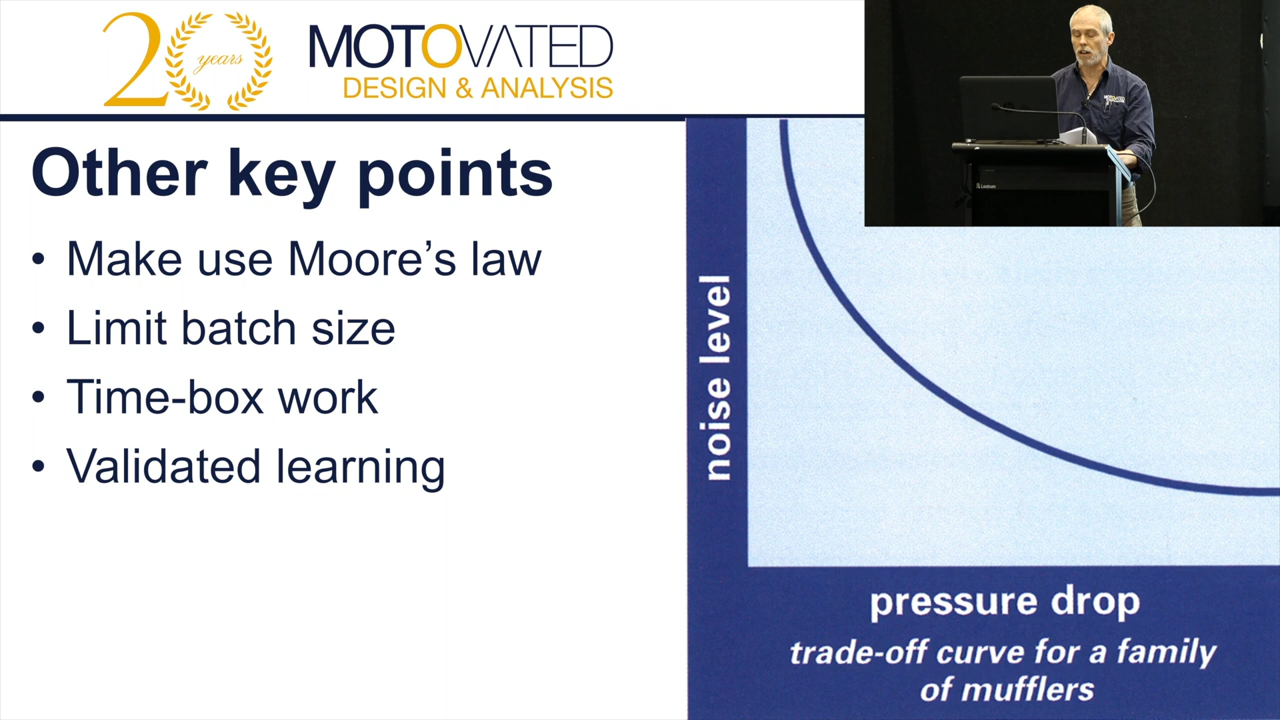 20 years
MOTOVATED
DESIGN & ANALYSIS
Other key points
• Make use Moore's law
• Limit batch size
• Time-box work
• Validated learning
noise level
pressure drop
trade-off curve for a family
of mufflers